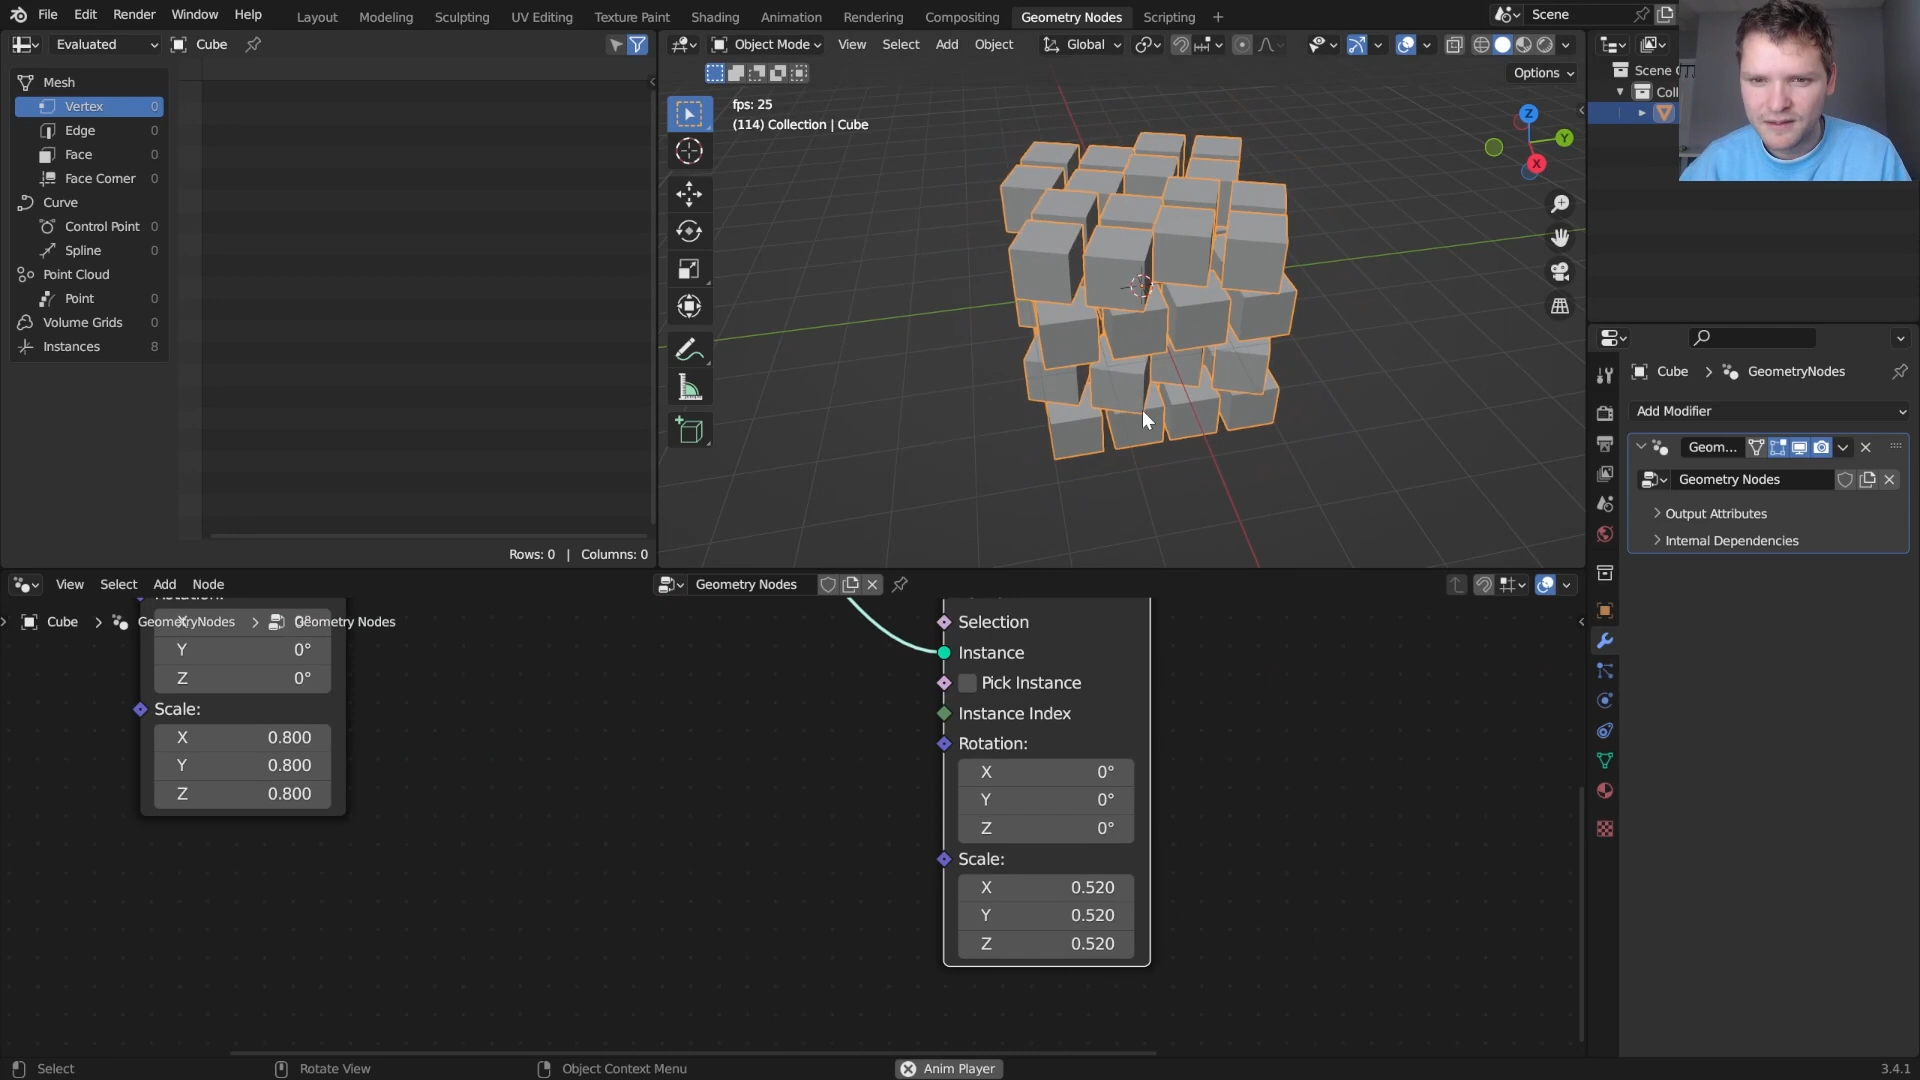 File Edit Render Window Help Layout Modeling Sculpting UV Editing Texture Paint Shading Animation Rendering Compositing Geometry Nodes Scripting + Scene
Evaluated Cube
Object Mode View Select Add Object Global
Options
Mesh
Vertex 0
Edge 0
Face 0
Face Corner 0
Curve
Control Point 0
Spline 0
Point Cloud
Point 0
Volume Grids 0
Instances 8
Rows: 0 | Columns: 0
fps: 25
(114) Collection | Cube
Z
Y
X
Scene
Coll
Cube > GeometryNodes
Add Modifier
Geom...
Geometry Nodes
Output Attributes
Internal Dependencies
View Select Add Node Geometry Nodes
Cube > GeometryNodes > Geometry Nodes
X 0°
Y 0°
Z 0°
Scale:
X 0.800
Y 0.800
Z 0.800
Selection
Instance
Pick Instance
Instance Index
Rotation:
X 0°
Y 0°
Z 0°
Scale:
X 0.520
Y 0.520
Z 0.520
Select Rotate View Object Context Menu Anim Player 3.4.1